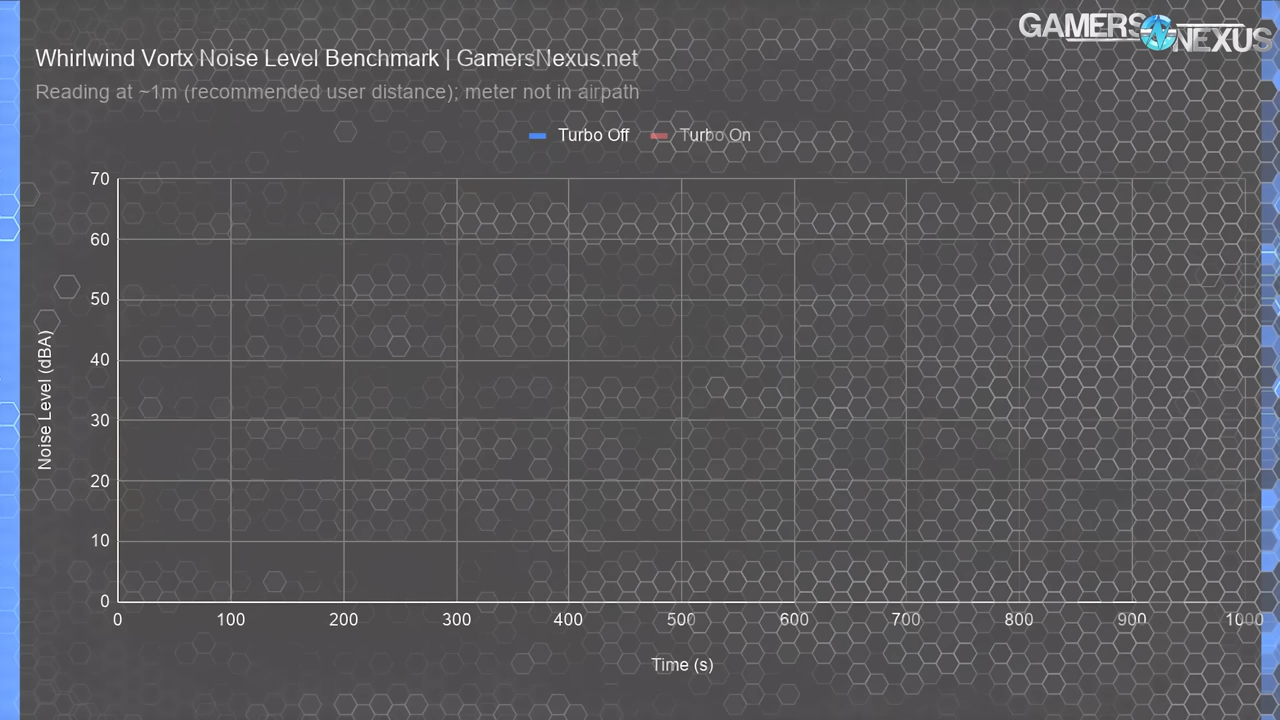 GAMERS NEXUS
Whirlwind Vortx Noise Level Benchmark | GamersNexus.net
Reading at ~1m (recommended user distance); meter not in airpath
Turbo Off Turbo On
70
60
50
40
30
20
10
0
Noise Level (dBA)
0 100 200 300 400 500 600 700 800 900 1000
Time (s)